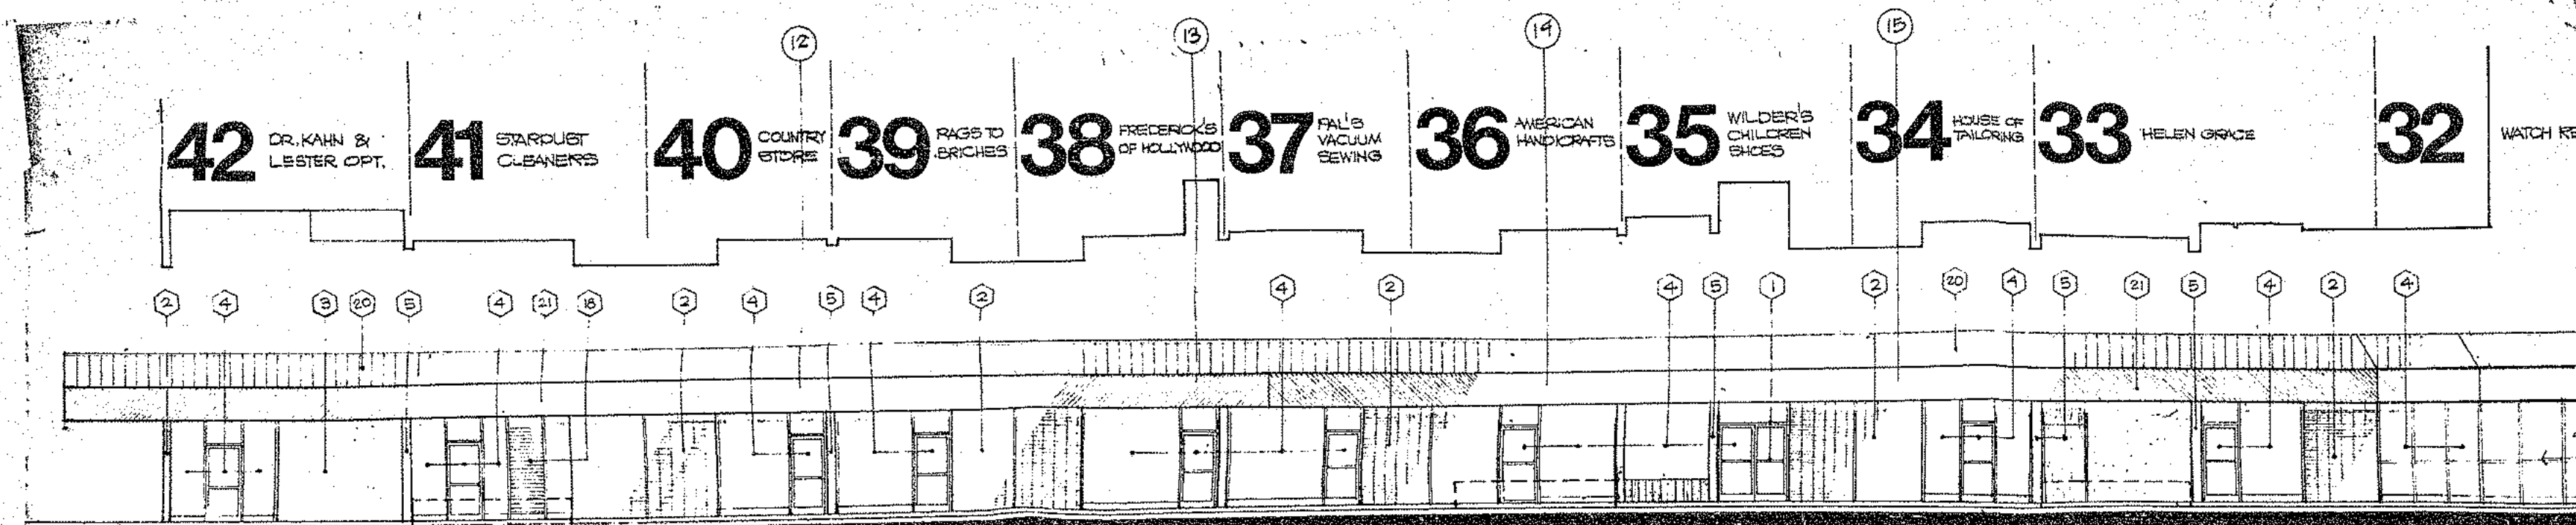 12
13
14
15
42 DR. KAHN &
LESTER OPT.
41 STARDUST
CLEANERS
40 COUNTRY
STORE
39 RAGS TO
BRICHES
38 FREDERICK'S
OF HOLLYWOOD
37 PAL'S
VACUUM
SEWING
36 AMERICAN
HANDICRAFTS
35 WILDER'S
CHILDREN
SHOES
34 HOUSE OF
TAILORING
33 HELEN GRACE
32 WATCH RE
2 4 3 20 5 4 21 18 2 4 5 4 2 4 2 4 5 1 2 20 4 5 21 5 4 2 4